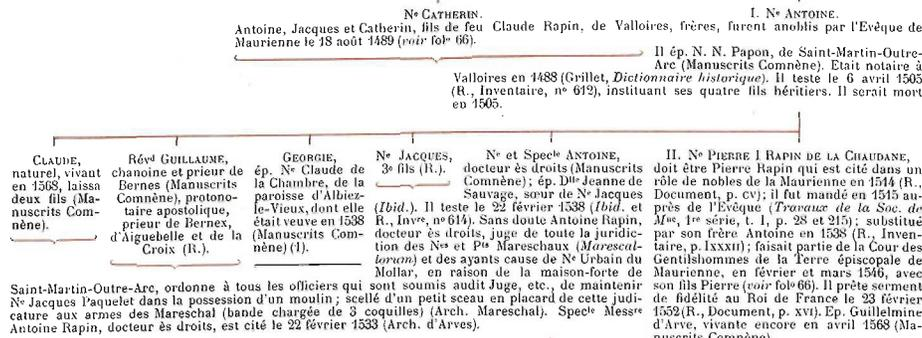 Nᵉ CATHERIN.
I. Nᵉ ANTOINE.
Antoine, Jacques et Catherin, fils de feu Claude Rapin, de Valloires, frères, furent anoblis par l'Evêque de
Maurienne le 18 août 1489 (voir folº 66).
Il ép. N. N. Papon, de Saint-Martin-Outre-
Arc (Manuscrits Comnène). Etait notaire à
Valloires en 1488 (Grillet, Dictionnaire historique). Il teste le 6 avril 1505
(R., Inventaire, nº 612), instituant ses quatre fils héritiers. Il serait mort
en 1505.
CLAUDE,
naturel, vivant
en 1568, laissa
deux fils (Ma-
nuscrits Com-
nène).
Révᵈ GUILLAUME,
chanoine et prieur de
Bernes (Manuscrits
Comnène), protono-
taire apostolique,
prieur de Bernex,
d'Aiguebelle et de la
Croix (R.).
GEORGIE,
ép. Nᵉ Claude de
la Chambre, de la
paroisse d'Albiez-
le-Vieux, dont elle
était veuve en 1538
(Manuscrits Com-
nène) (1).
Nᵉ JACQUES,
3ᵉ fils (R.).
Nᵉ et Specˡᵉ ANTOINE,
docteur ès droits (Manuscrits
Comnène) ; ép. Dˡˡᵉ Jeanne de
Sauvage, sœur de Nᵉ Jacques
(Ibid.). Il teste le 22 février 1538 (Ibid. et
R., Invʳᵉ, nº 614). Sans doute Antoine Rapin,
docteur ès droits, juge de toute la juridic-
tion des Nᵉˢ et Pᵗˢ Mareschaux (Marescal-
lorum) et des ayants cause de Nᵉ Urbain du
Mollar, en raison de la maison-forte de
Saint-Martin-Outre-Arc, ordonne à tous les officiers qui sont soumis audit Juge, etc., de maintenir
Nᵉ Jacques Paquelet dans la possession d'un moulin ; scellé d'un petit sceau en placard de cette judi-
cature aux armes des Mareschal (bande chargée de 3 coquilles) (Arch. Mareschal). Specˡᵉ Messʳᵉ
Antoine Rapin, docteur ès droits, est cité le 22 février 1533 (Arch. d'Arves).
II. Nᵉ PIERRE I RAPIN DE LA CHAUDANE,
doit être Pierre Rapin qui est cité dans un
rôle de nobles de la Maurienne en 1514 (R.,
Document, p. CV) ; il fut mandé en 1515 au-
près de l'Evêque (Travaux de la Soc. de
Mⁿᵉ, 1ʳᵉ série, t. I, p. 28 et 215) ; substitué
par son frère Antoine en 1538 (R., Inven-
taire, p. LXXXII) ; faisait partie de la Cour des
Gentilshommes de la Terre épiscopale de
Maurienne, en février et mars 1546, avec
son fils Pierre (voir folº 66). Il prête serment
de fidélité au Roi de France le 23 février
1552 (R., Document, p. XVI). Ep. Guillelmine
d'Arve, vivante encore en avril 1568 (Ma-
nuscrits Comnène).